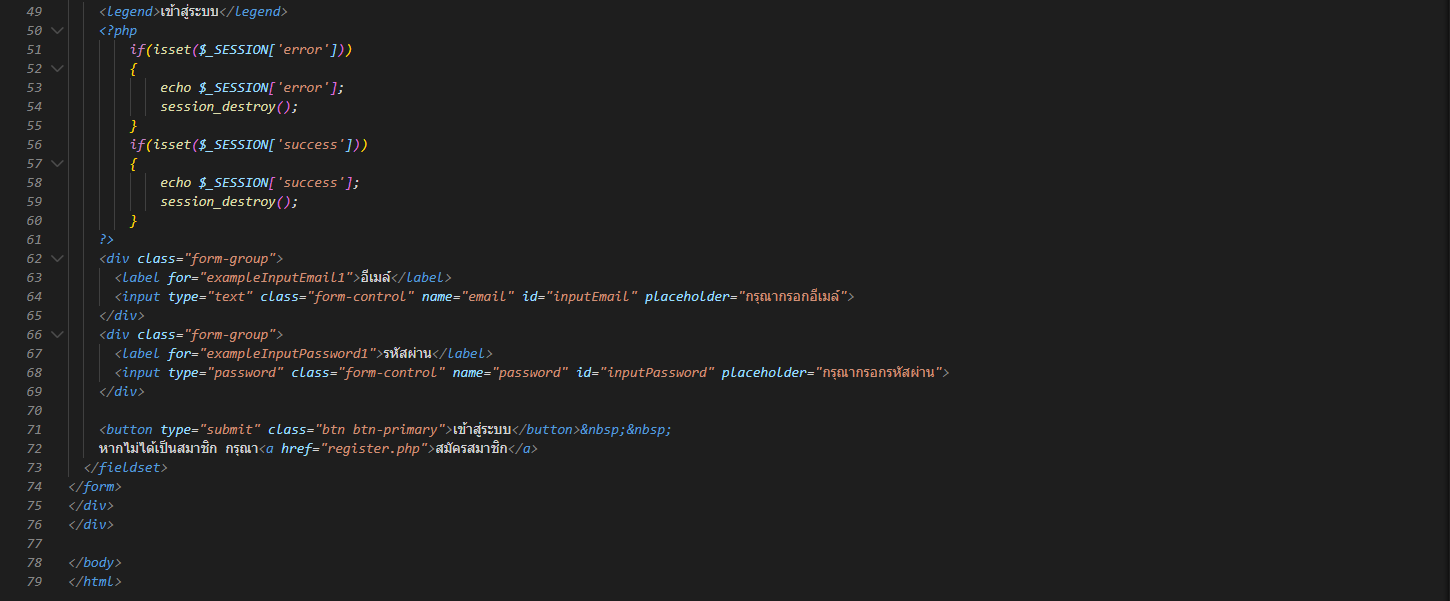 49 <legend>เข้าสู่ระบบ</legend>
50 <?php
51 if(isset($_SESSION['error']))
52 {
53 echo $_SESSION['error'];
54 session_destroy();
55 }
56 if(isset($_SESSION['success']))
57 {
58 echo $_SESSION['success'];
59 session_destroy();
60 }
61 ?>
62 <div class="form-group">
63 <label for="exampleInputEmail1">อีเมล์</label>
64 <input type="text" class="form-control" name="email" id="inputEmail" placeholder="กรุณากรอกอีเมล์">
65 </div>
66 <div class="form-group">
67 <label for="exampleInputPassword1">รหัสผ่าน</label>
68 <input type="password" class="form-control" name="password" id="inputPassword" placeholder="กรุณากรอกรหัสผ่าน">
69 </div>
70
71 <button type="submit" class="btn btn-primary">เข้าสู่ระบบ</button>&nbsp;&nbsp;
72 หากไม่ได้เป็นสมาชิก กรุณา<a href="register.php">สมัครสมาชิก</a>
73 </fieldset>
74 </form>
75 </div>
76 </div>
77
78 </body>
79 </html>